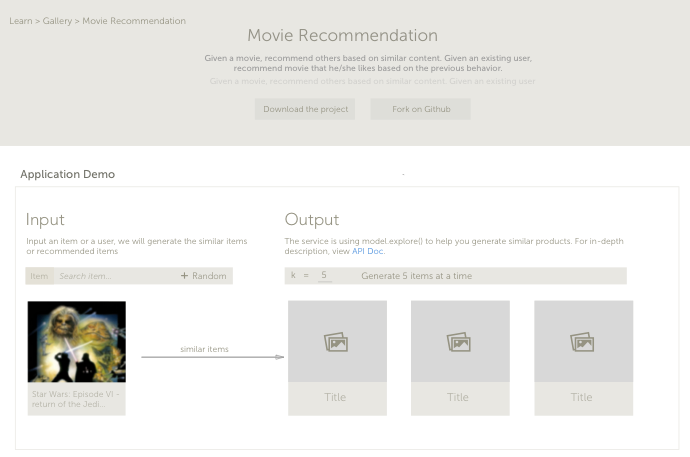 Learn > Gallery > Movie Recommendation
Movie Recommendation
Given a movie, recommend others based on similar content. Given an existing user,
recommend movie that he/she likes based on the previous behavior.
Given a movie, recommend others based on similar content. Given an existing user
Download the project
Fork on Github
Application Demo
Input
Input an item or a user, we will generate the similar items
or recommended items
Item
Search item...
+ Random
Output
The service is using model.explore() to help you generate similar products. For in-depth
description, view API Doc.
k = 5
Generate 5 items at a time
Star Wars: Episode VI -
return of the Jedi...
similar items
Title
Title
Title